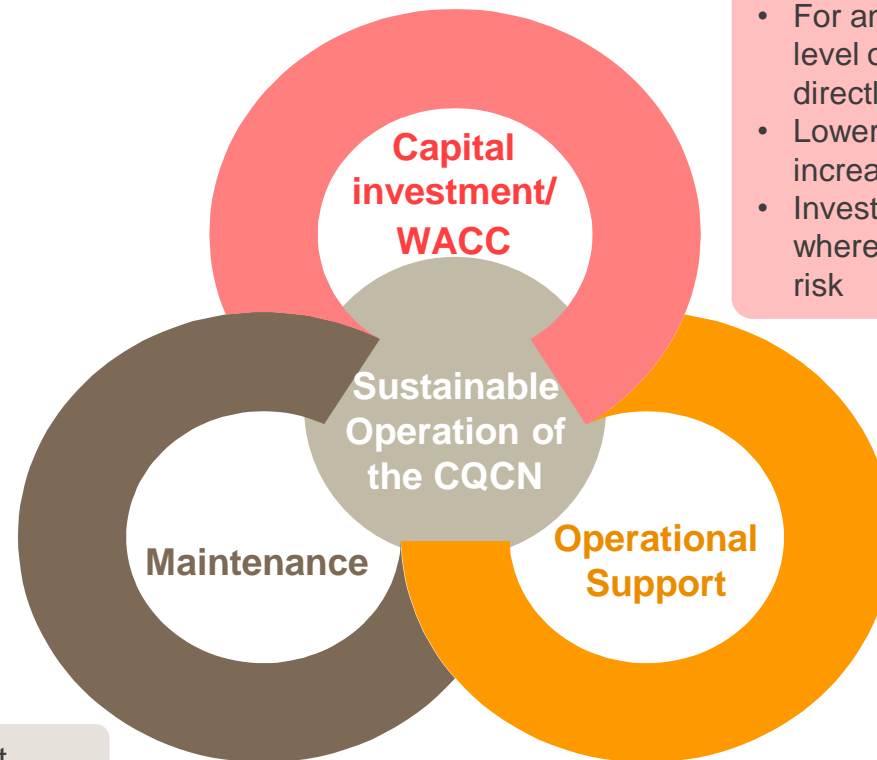 • For an
level o
directl
• Lower
increa
• Invest
where
risk
Capital
investment/
WACC
Sustainable
Operation of
the CQCN
Maintenance
Operational
Support
t